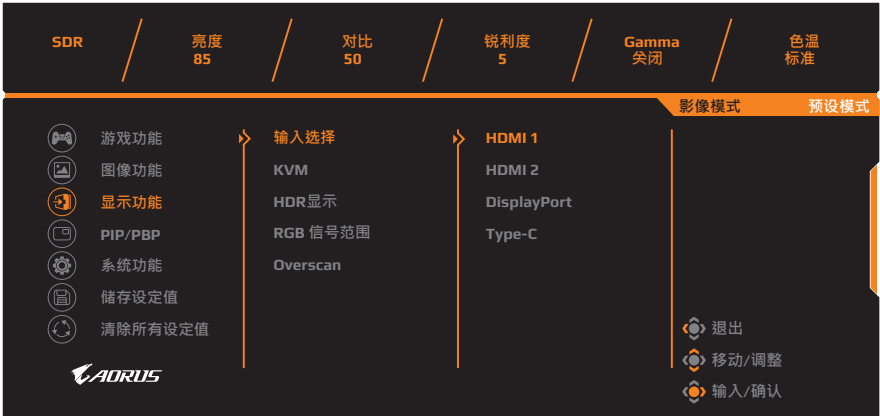 SDR
亮度
85
对比
50
锐利度
5
Gamma
关闭
色温
标准
影像模式
预设模式
游戏功能
图像功能
显示功能
PIP/PBP
系统功能
储存设定值
清除所有设定值
输入选择
KVM
HDR显示
RGB 信号范围
Overscan
HDMI 1
HDMI 2
DisplayPort
Type-C
退出
移动/调整
输入/确认
AORUS